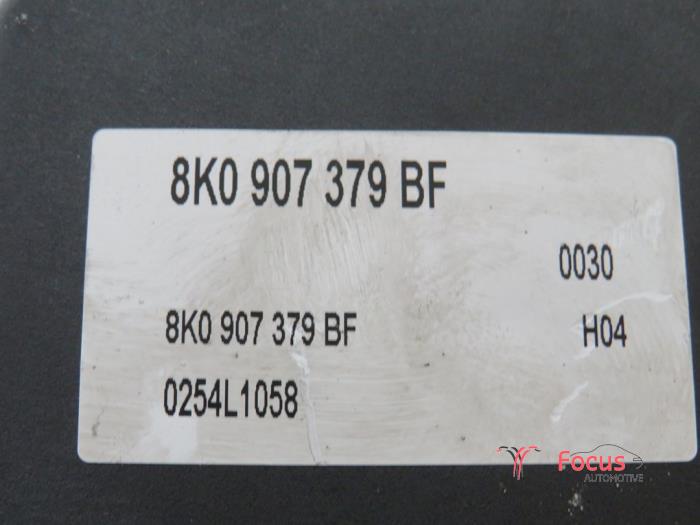 8K0 907 379 BF
0030
8K0 907 379 BF H04
0254L1058
Focus
AUTOMOTIVE